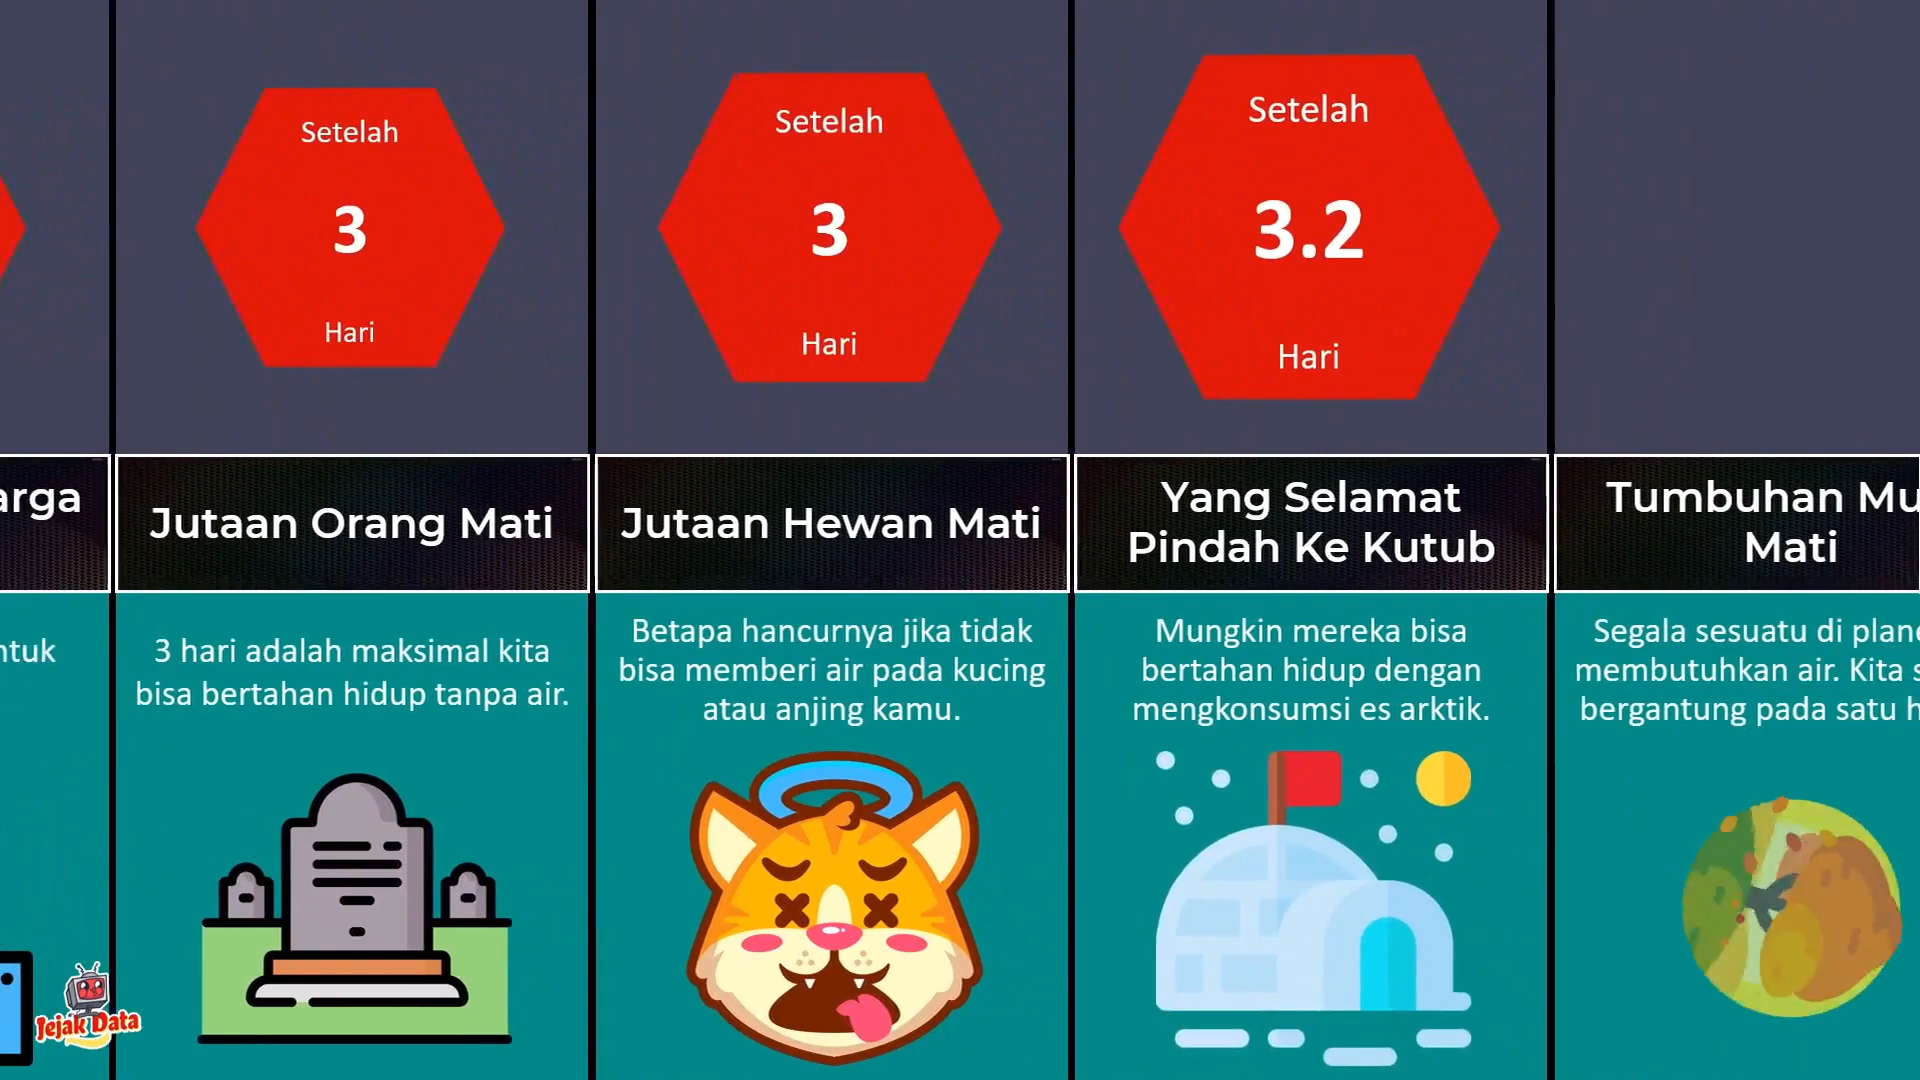 arga
ntuk
Setelah
3
Hari
Jutaan Orang Mati
3 hari adalah maksimal kita
bisa bertahan hidup tanpa air.
Setelah
3
Hari
Jutaan Hewan Mati
Betapa hancurnya jika tidak
bisa memberi air pada kucing
atau anjing kamu.
Setelah
3.2
Hari
Yang Selamat
Pindah Ke Kutub
Mungkin mereka bisa
bertahan hidup dengan
mengkonsumsi es arktik.
Tumbuhan Mu
Mati
Segala sesuatu di plane
membutuhkan air. Kita s
bergantung pada satu h
Jejak Data